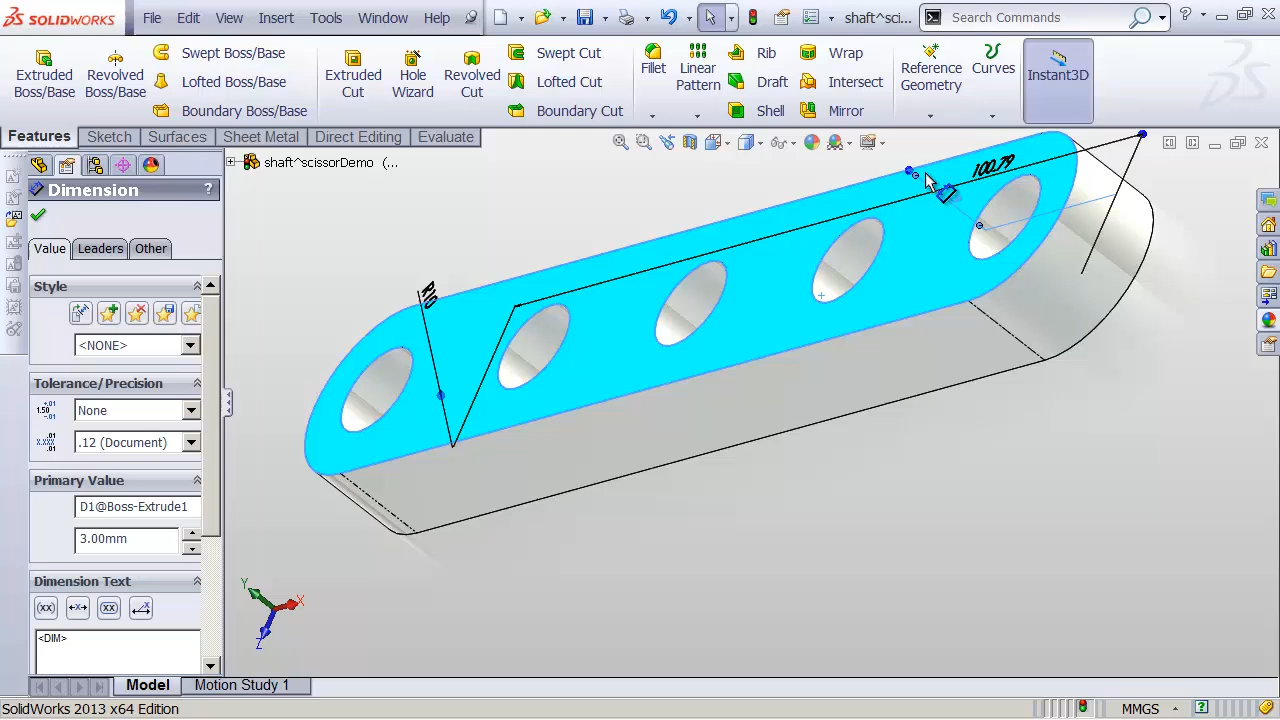 SOLIDWORKS File Edit View Insert Tools Window Help shaft^sci... Search Commands ?
Extruded Boss/Base
Revolved Boss/Base
Swept Boss/Base
Lofted Boss/Base
Boundary Boss/Base
Extruded Cut
Hole Wizard
Revolved Cut
Swept Cut
Lofted Cut
Boundary Cut
Fillet
Linear Pattern
Rib
Draft
Shell
Wrap
Intersect
Mirror
Reference Geometry
Curves
Instant3D
Features Sketch Surfaces Sheet Metal Direct Editing Evaluate
shaft^scissorDemo (...
Dimension ?
Value Leaders Other
Style
<NONE>
Tolerance/Precision
None
.12 (Document)
Primary Value
D1@Boss-Extrude1
3.00mm
Dimension Text
(xx)
<DIM>
100.79
R10
Y X
Z
Model Motion Study 1
SolidWorks 2013 x64 Edition MMGS ?